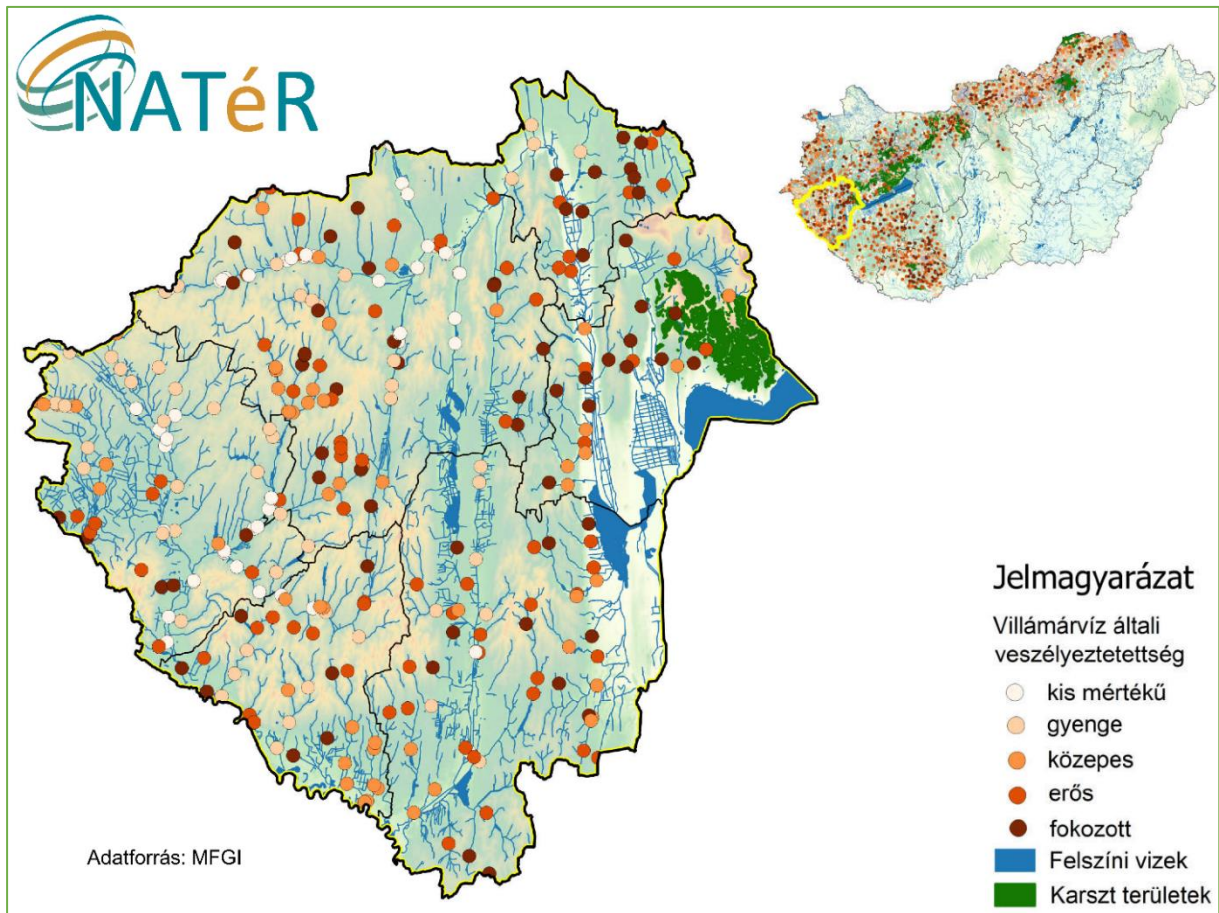 NATéR
Jelmagyarázat
Villámárvíz általi
veszélyeztetettség
kis mértékű
gyenge
közepes
erős
fokozott
Felszíni vizek
Karszt területek
Adatforrás: MFGI